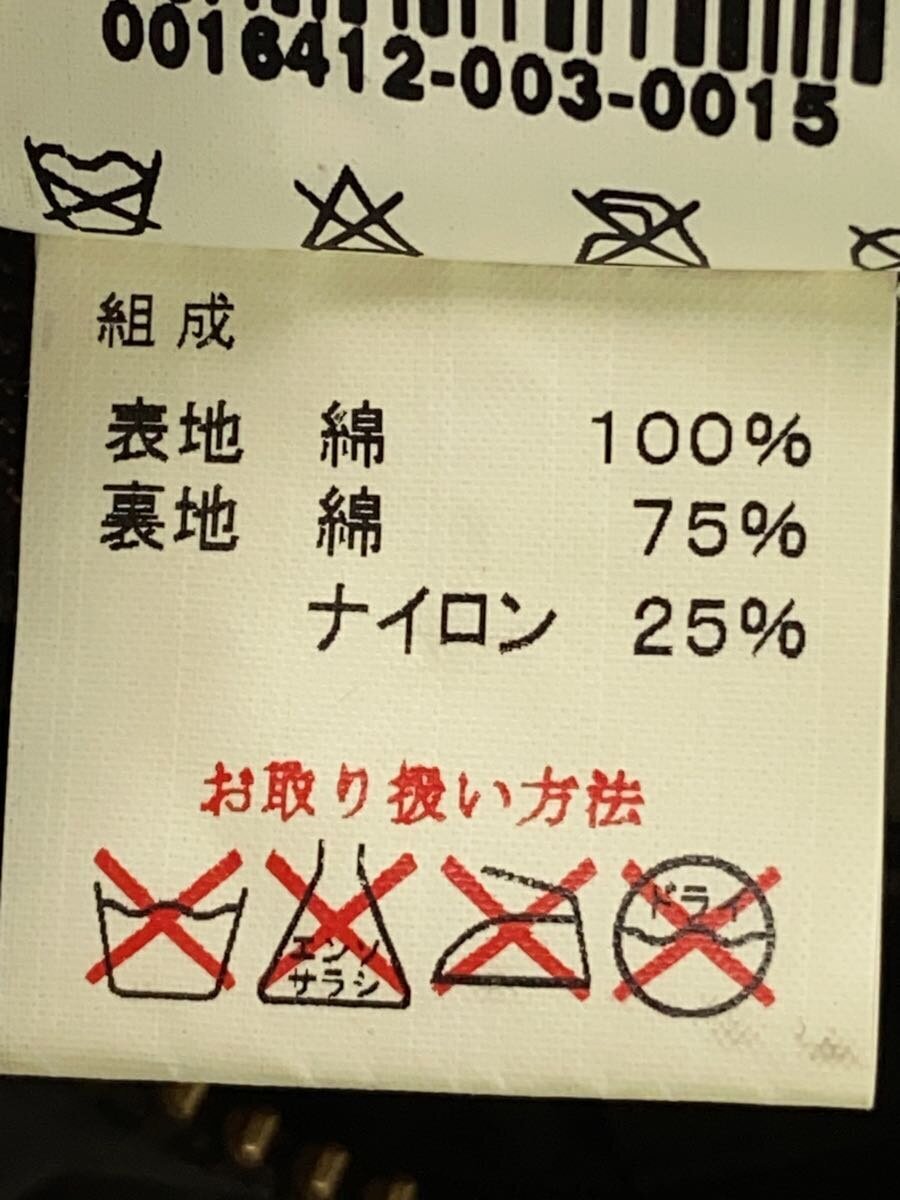 0016412-003-0015
組成
表地 綿 100%
裏地 綿 75%
ナイロン 25%
お取り扱い方法
エンソ
サラシ
ドライ